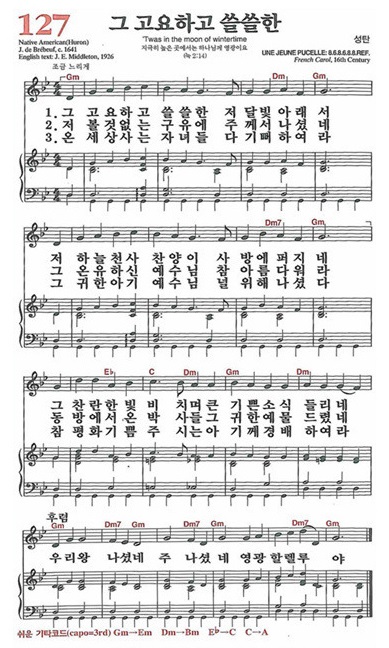 127
그 고요하고 쓸쓸한
Native American(Huron)
J. de Brébeuf, c. 1641
English text: J. E. Middleton, 1926
'Twas in the moon of wintertime
지극히 높은 곳에서는 하나님께 영광이요
(눅 2:14)
성탄
UNE JEUNE PUCELLE: 8.6.8.6.8.8.REF.
French Carol, 16th Century
조금 느리게
Gm Dm Gm
1. 그 고요하고 쓸쓸한 저 달빛아래서
2. 저 볼것없는 구유에 주께서나셨네
3. 온 세상사는 자녀들 다 기뻐하여라
Dm7 Gm
저 하늘천사 찬양이 사방에퍼지네
그 온유하신 예수님 참 아름다워라
그 귀한아기 예수님 널 위해나셨다
E♭ C Dm Gm Dm
그 찬란한빛 비치며큰 기쁜소식 들리네
동방에서온 박사들그 귀한예물 드렸네
참 평화기쁨 주시는아 기께경배 하여라
후렴
Gm Dm7 Gm Dm7 Gm Dm7 Gm
우리왕 나셨네 주 나셨네 영광 할렐루 야
쉬운 기타코드(capo=3rd) Gm→Em Dm→Bm E♭→C C→A